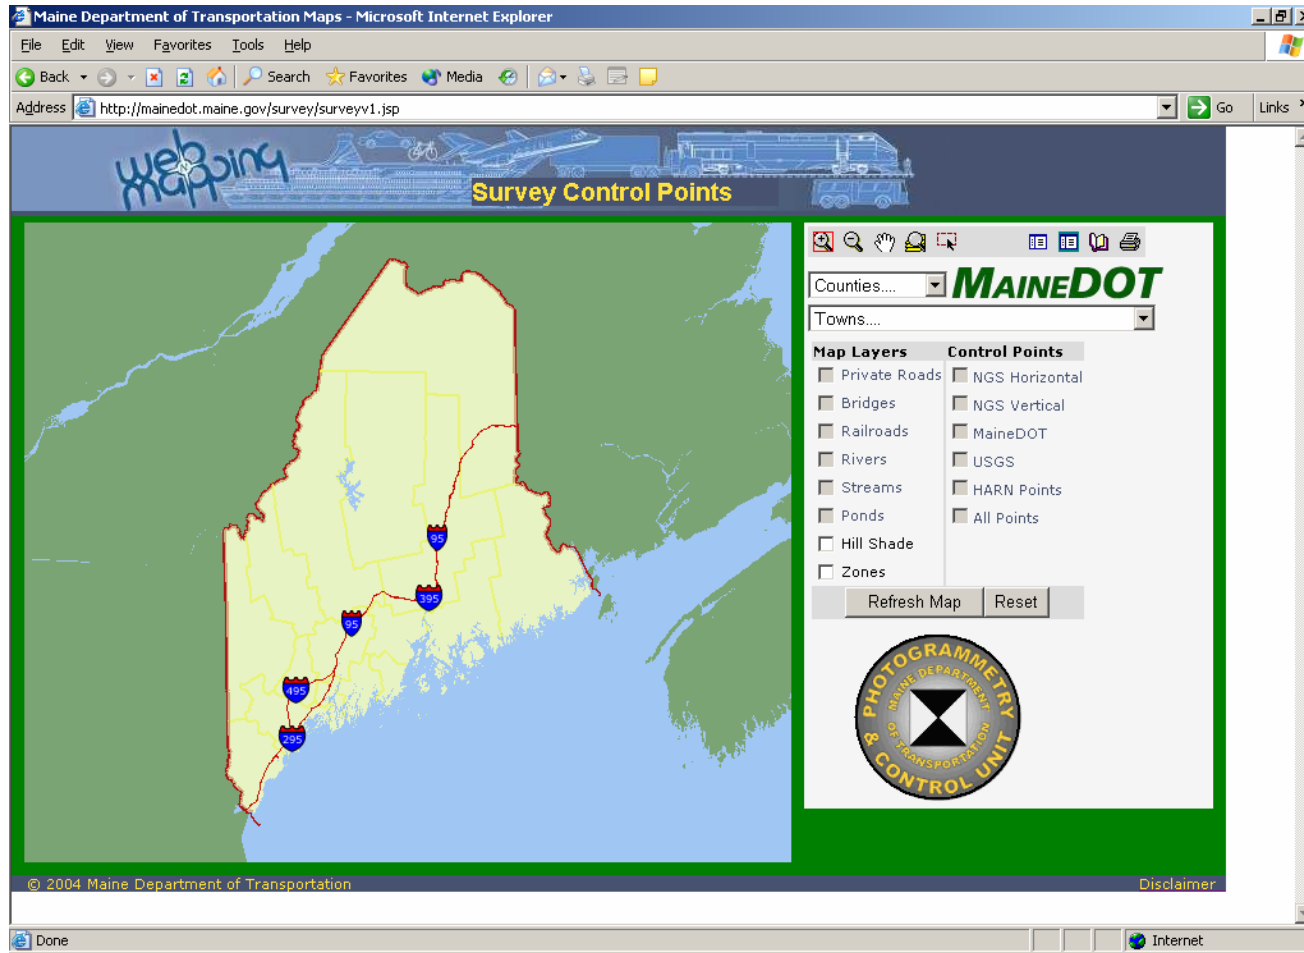 Maine Department of Transportation Maps - Microsoft Internet Explorer
File Edit View Favorites Tools Help
Back Search Favorites Media
Address http://mainedot.maine.gov/survey/surveyv1.jsp Go Links
web mapping
N
Survey Control Points
Counties....
MAINEDOT
Towns....
Map Layers Control Points
Private Roads NGS Horizontal
Bridges NGS Vertical
Railroads MaineDOT
Rivers USGS
Streams HARN Points
Ponds All Points
Hill Shade
Zones
Refresh Map Reset
95
395
95
495
295
PHOTOGRAMMETRY & CONTROL UNIT
MAINE DEPARTMENT OF TRANSPORTATION
© 2004 Maine Department of Transportation Disclaimer
Done Internet